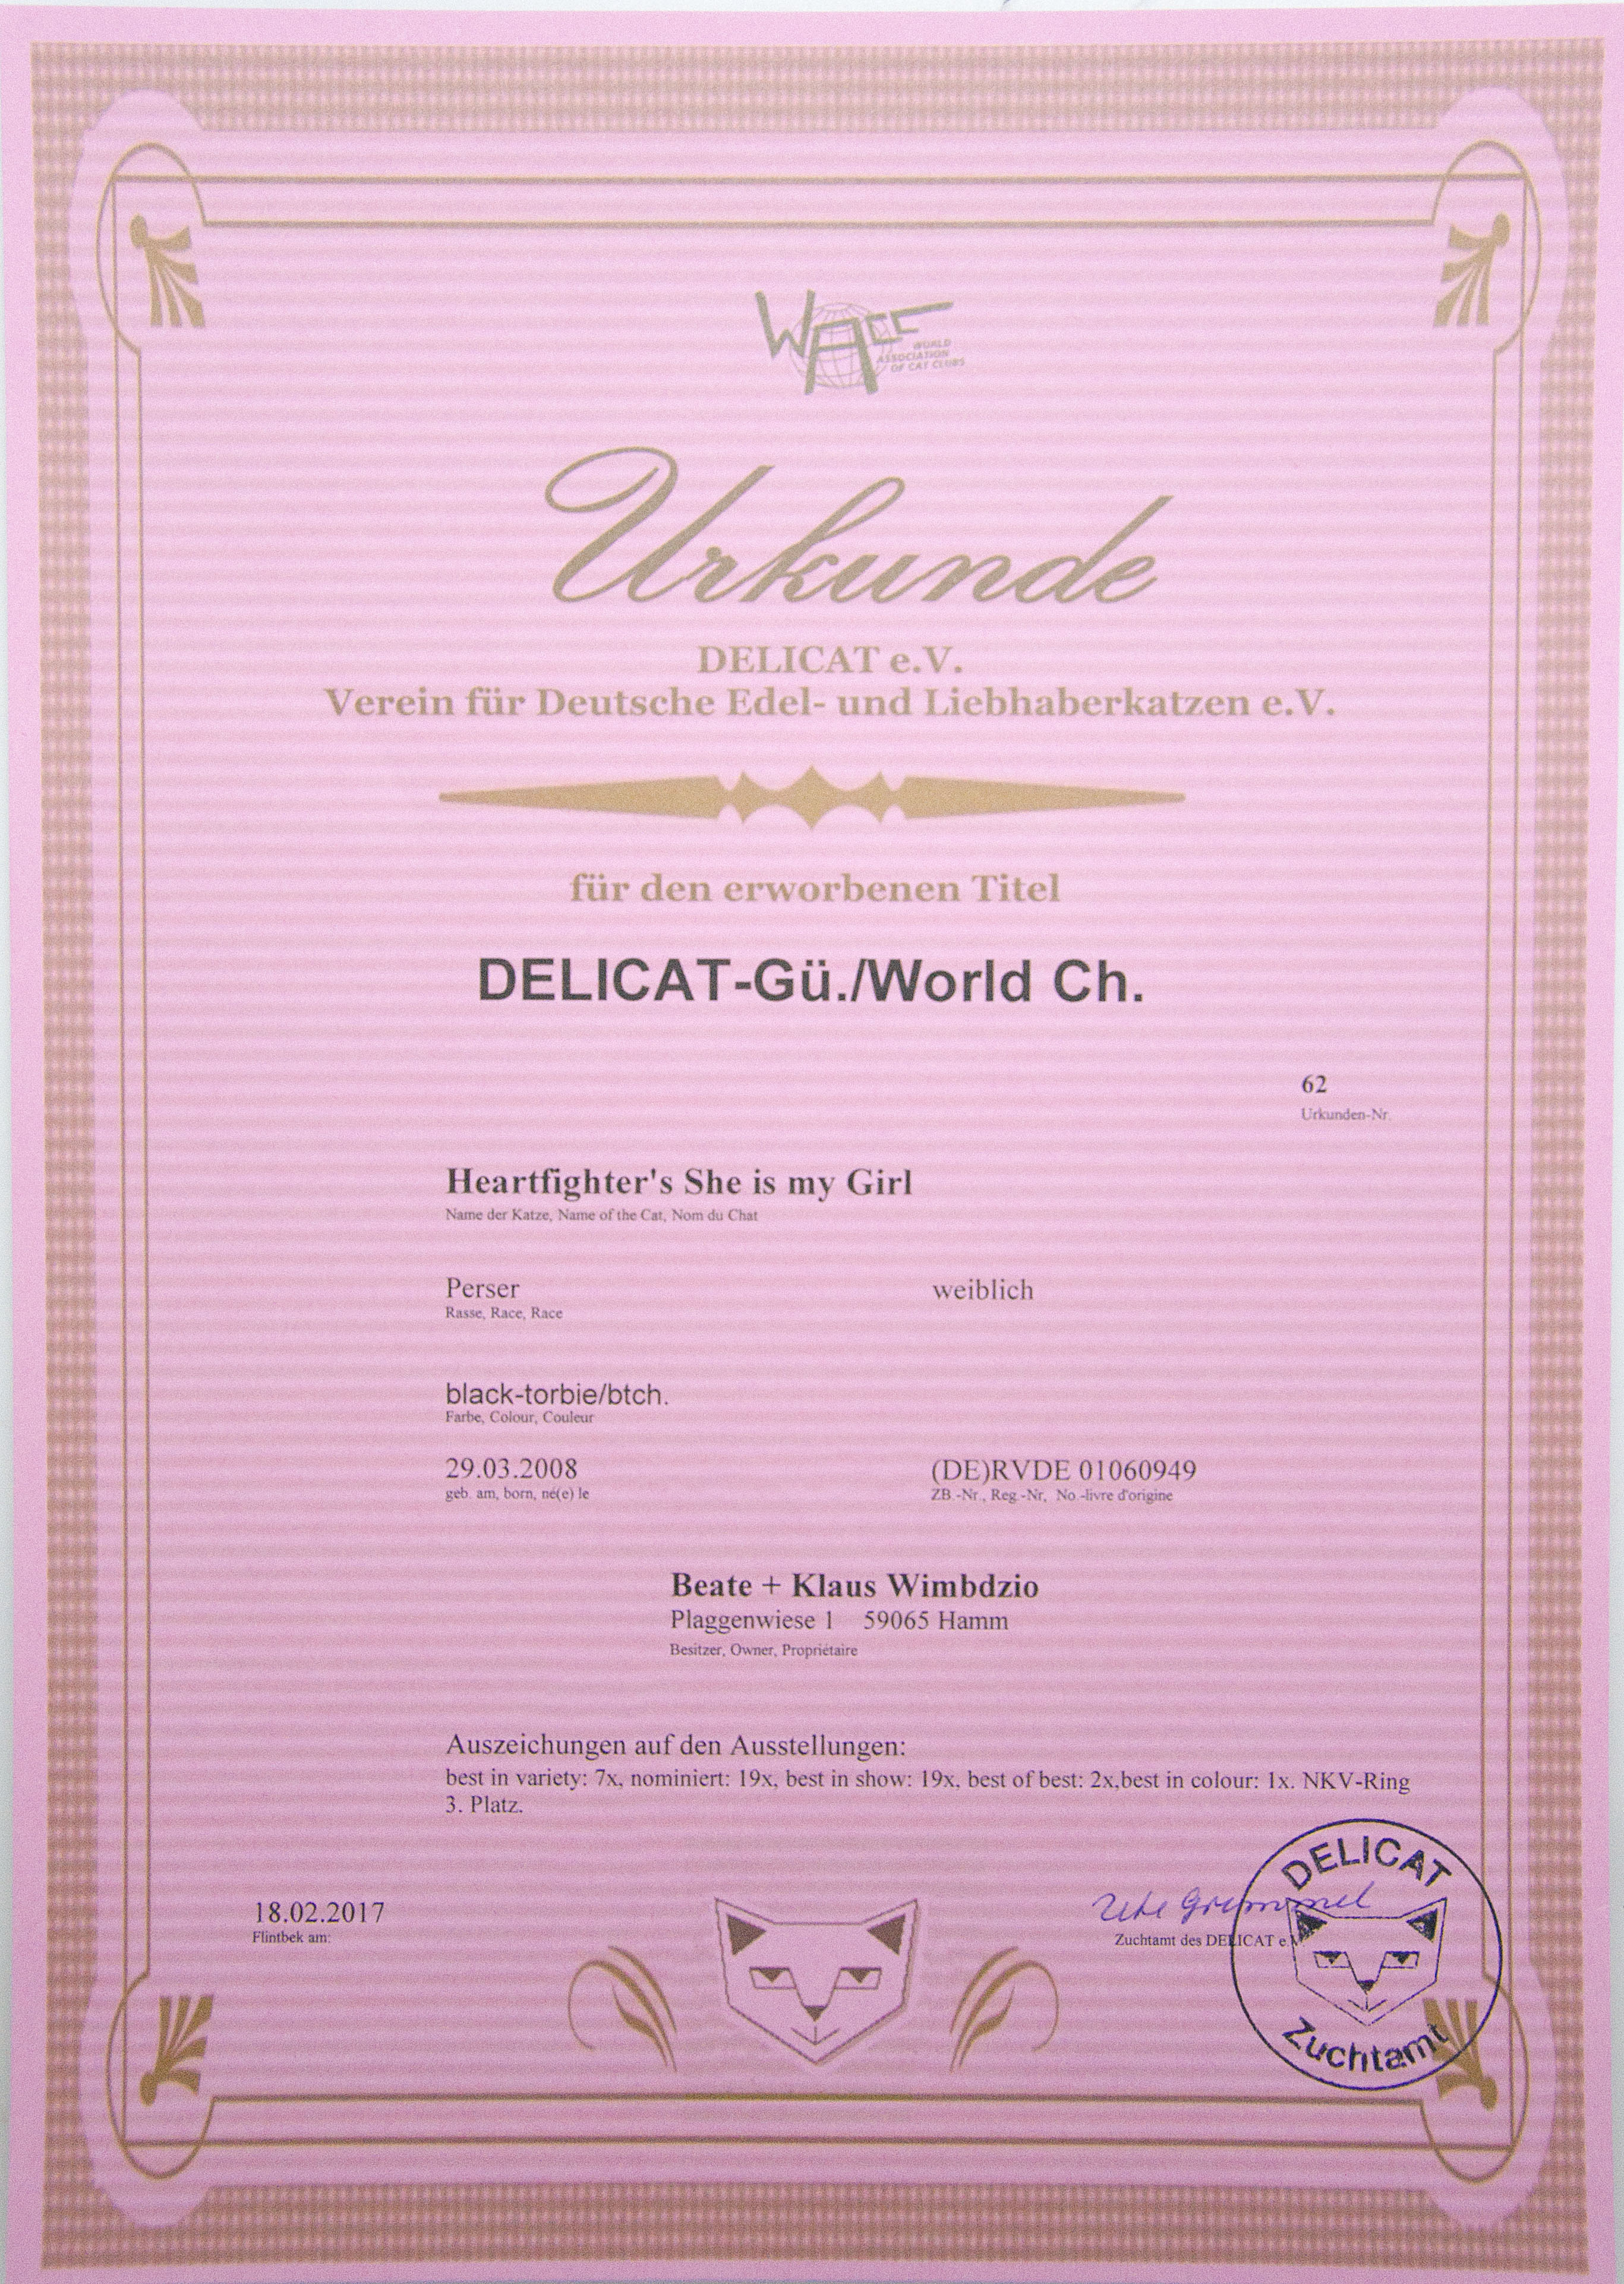 WACC
WORLD
ASSOCIATION
OF CAT CLUBS
Urkunde
DELICAT e.V.
Verein für Deutsche Edel- und Liebhaberkatzen e.V.
für den erworbenen Titel
DELICAT-Gü./World Ch.
62
Urkunden-Nr.
Heartfighter's She is my Girl
Name der Katze, Name of the Cat, Nom du Chat
Perser weiblich
Rasse, Race, Race
black-torbie/btch.
Farbe, Colour, Couleur
29.03.2008 (DE)RVDE 01060949
geb. am, born, né(e) le ZB.-Nr., Reg.-Nr, No.-livre d'origine
Beate + Klaus Wimbdzio
Plaggenwiese 1 59065 Hamm
Besitzer, Owner, Propriétaire
Auszeichungen auf den Ausstellungen:
best in variety: 7x, nominiert: 19x, best in show: 19x, best of best: 2x,best in colour: 1x. NKV-Ring
3. Platz.
18.02.2017
Flintbek am:
Zuchtamt des DELICAT e.V
DELICAT
Zuchtamt